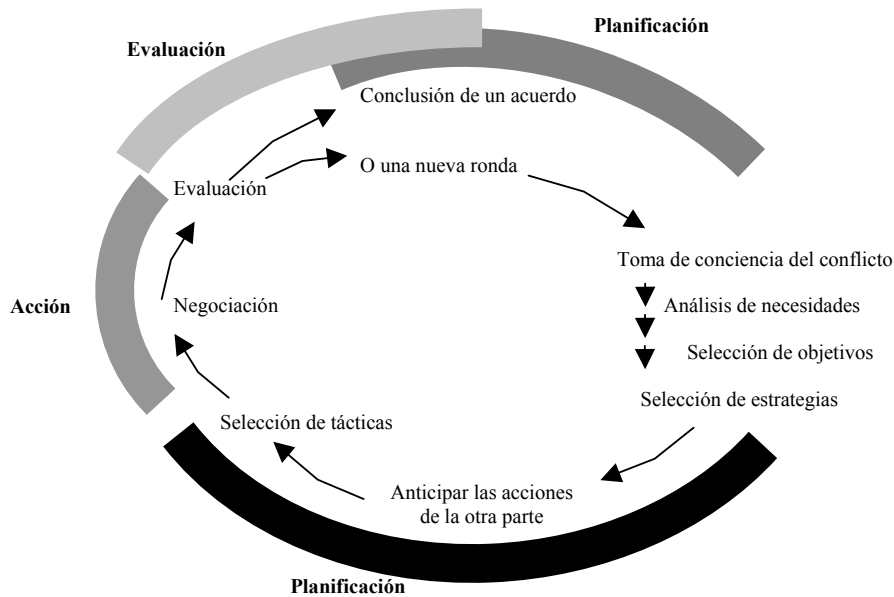 Planificación
Evaluación
Conclusión de un acuerdo
O una nueva ronda
Evaluación
Toma de conciencia del conflicto
Acción
Negociación
Análisis de necesidades
Selección de objetivos
Selección de estrategias
Selección de tácticas
Anticipar las acciones
de la otra parte
Planificación